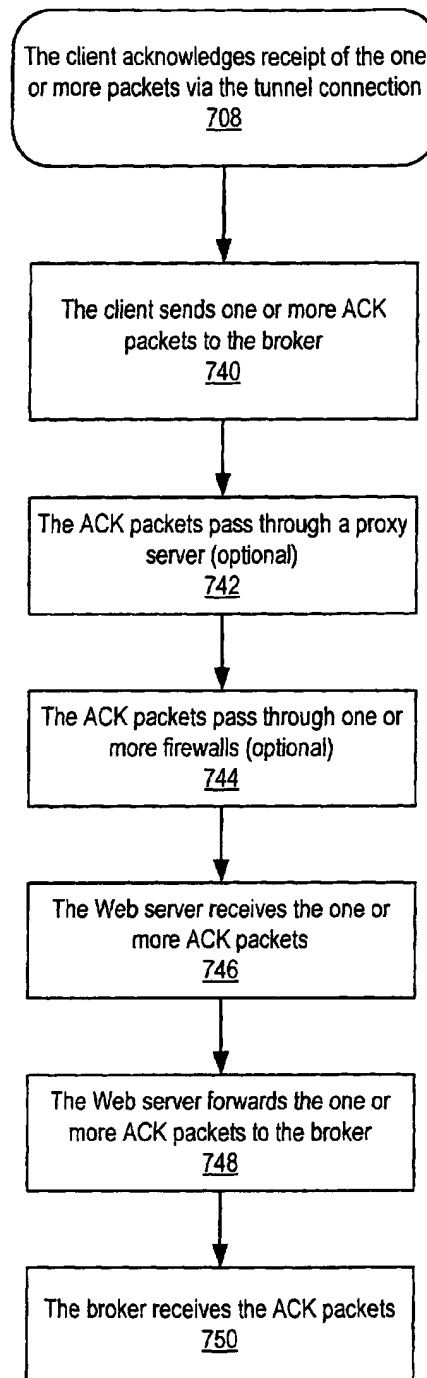 The client acknowledges receipt of the one
or more packets via the tunnel connection
708
The client sends one or more ACK
packets to the broker
740
The ACK packets pass through a proxy
server (optional)
742
The ACK packets pass through one or
more firewalls (optional)
744
The Web server receives the one or
more ACK packets
746
The Web server forwards the one or
more ACK packets to the broker
748
The broker receives the ACK packets
750